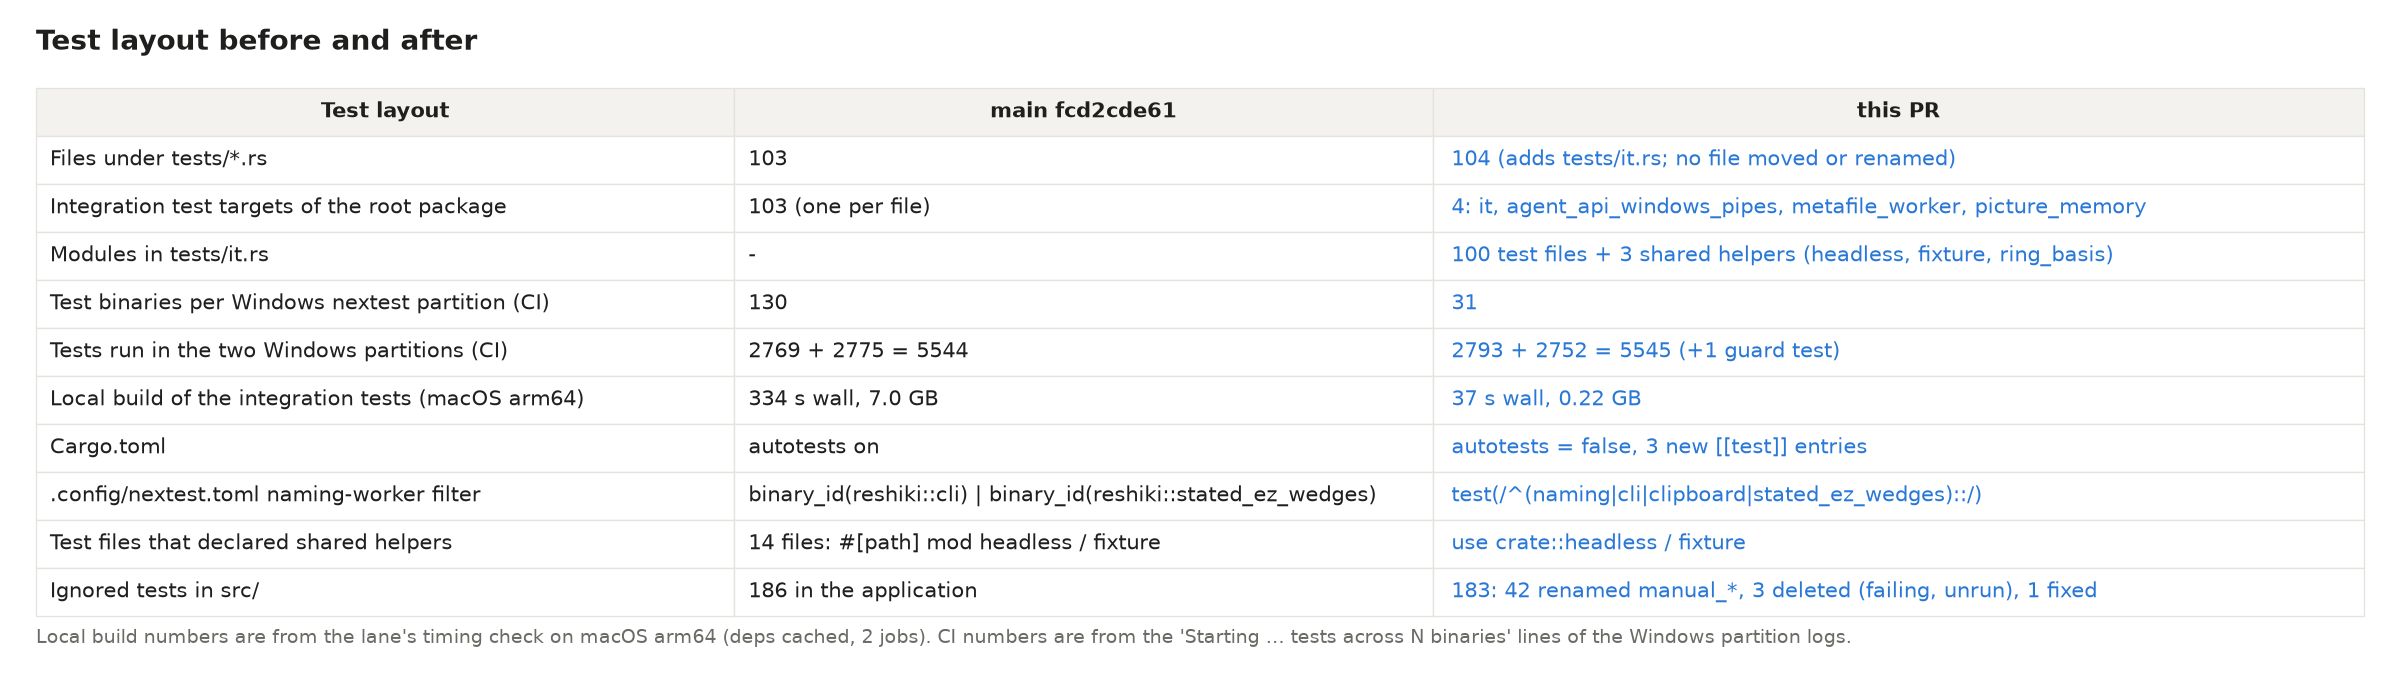 Test layout before and after
Test layout main fcd2cde61 this PR
Files under tests/*.rs 103 104 (adds tests/it.rs; no file moved or renamed)
Integration test targets of the root package 103 (one per file) 4: it, agent_api_windows_pipes, metafile_worker, picture_memory
Modules in tests/it.rs - 100 test files + 3 shared helpers (headless, fixture, ring_basis)
Test binaries per Windows nextest partition (CI) 130 31
Tests run in the two Windows partitions (CI) 2769 + 2775 = 5544 2793 + 2752 = 5545 (+1 guard test)
Local build of the integration tests (macOS arm64) 334 s wall, 7.0 GB 37 s wall, 0.22 GB
Cargo.toml autotests on autotests = false, 3 new [[test]] entries
.config/nextest.toml naming-worker filter binary_id(reshiki::cli) | binary_id(reshiki::stated_ez_wedges) test(/^(naming|cli|clipboard|stated_ez_wedges)::/)
Test files that declared shared helpers 14 files: #[path] mod headless / fixture use crate::headless / fixture
Ignored tests in src/ 186 in the application 183: 42 renamed manual_*, 3 deleted (failing, unrun), 1 fixed
Local build numbers are from the lane's timing check on macOS arm64 (deps cached, 2 jobs). CI numbers are from the 'Starting ... tests across N binaries' lines of the Windows partition logs.